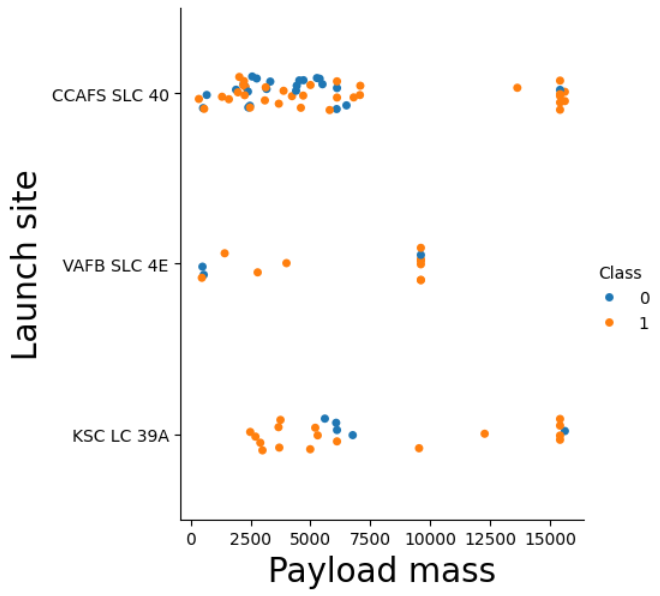 CCAFS SLC 40
VAFB SLC 4E
KSC LC 39A
Launch site
0 2500 5000 7500 10000 12500 15000
Payload mass
Class
0
1